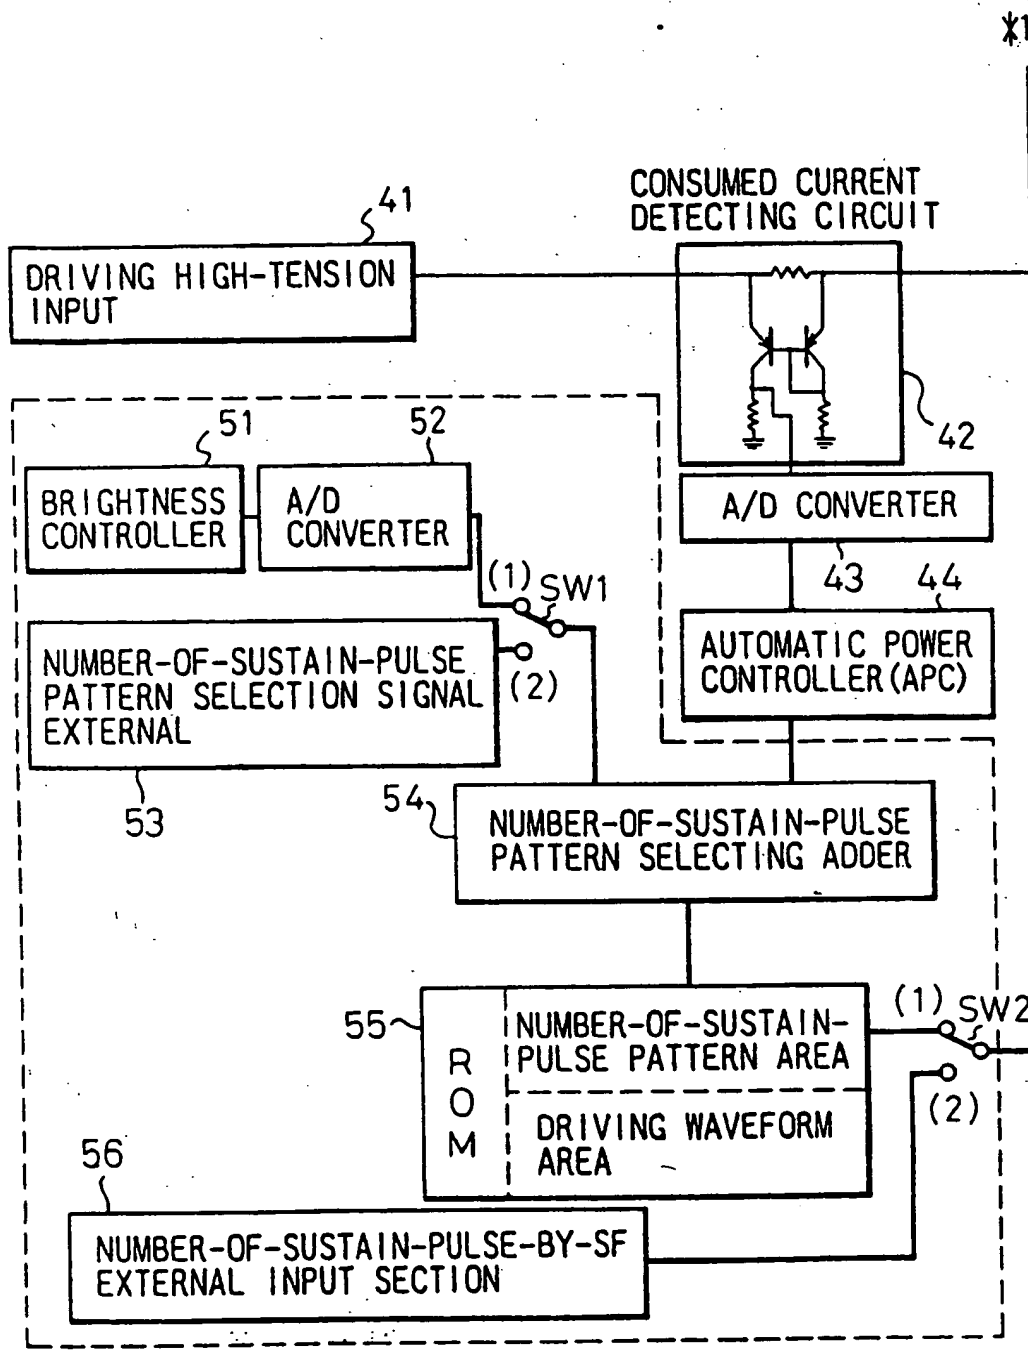 *1
CONSUMED CURRENT
DETECTING CIRCUIT
41
DRIVING HIGH-TENSION
INPUT
42
51
52
BRIGHTNESS
CONTROLLER
A/D
CONVERTER
A/D CONVERTER
43
44
(1)
SW1
(2)
NUMBER-OF-SUSTAIN-PULSE
PATTERN SELECTION SIGNAL
EXTERNAL
AUTOMATIC POWER
CONTROLLER(APC)
53
54
NUMBER-OF-SUSTAIN-PULSE
PATTERN SELECTING ADDER
55
ROM
NUMBER-OF-SUSTAIN-
PULSE PATTERN AREA
DRIVING WAVEFORM
AREA
(1)
SW2
(2)
56
NUMBER-OF-SUSTAIN-PULSE-BY-SF
EXTERNAL INPUT SECTION